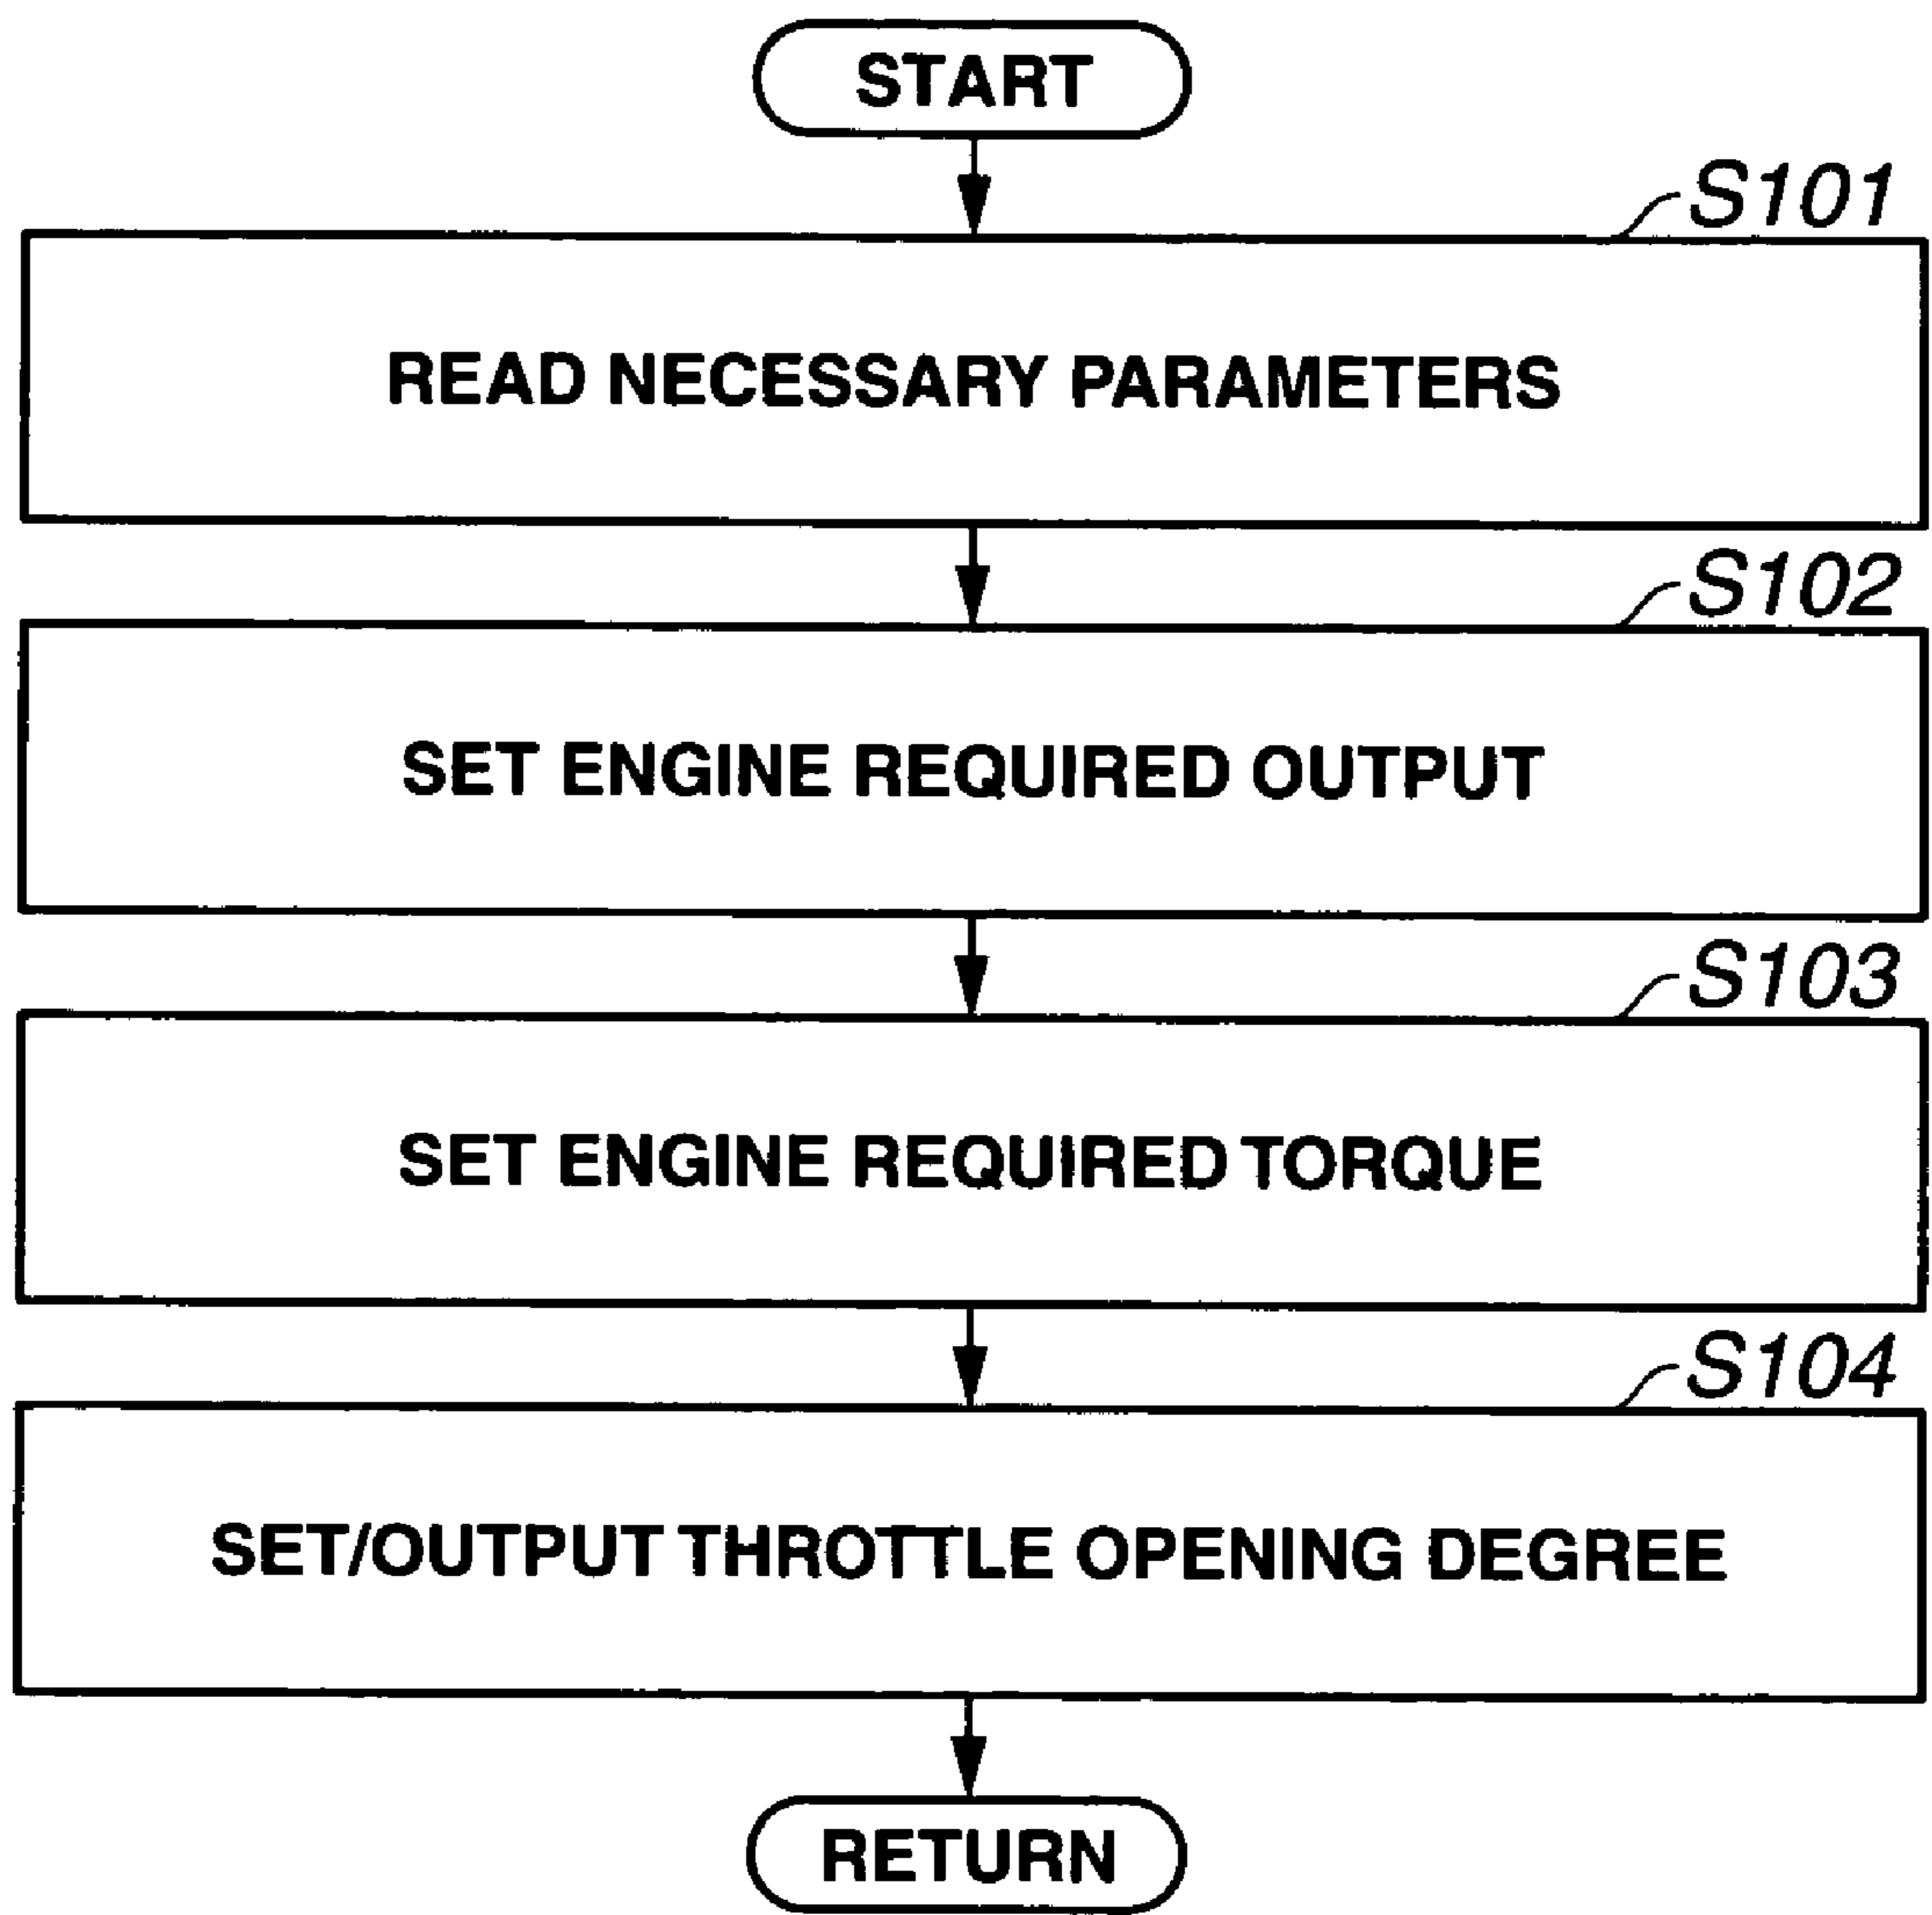 START
S101
READ NECESSARY PARAMETERS
S102
SET ENGINE REQUIRED OUTPUT
S103
SET ENGINE REQUIRED TORQUE
S104
SET/OUTPUT THROTTLE OPENING DEGREE
RETURN